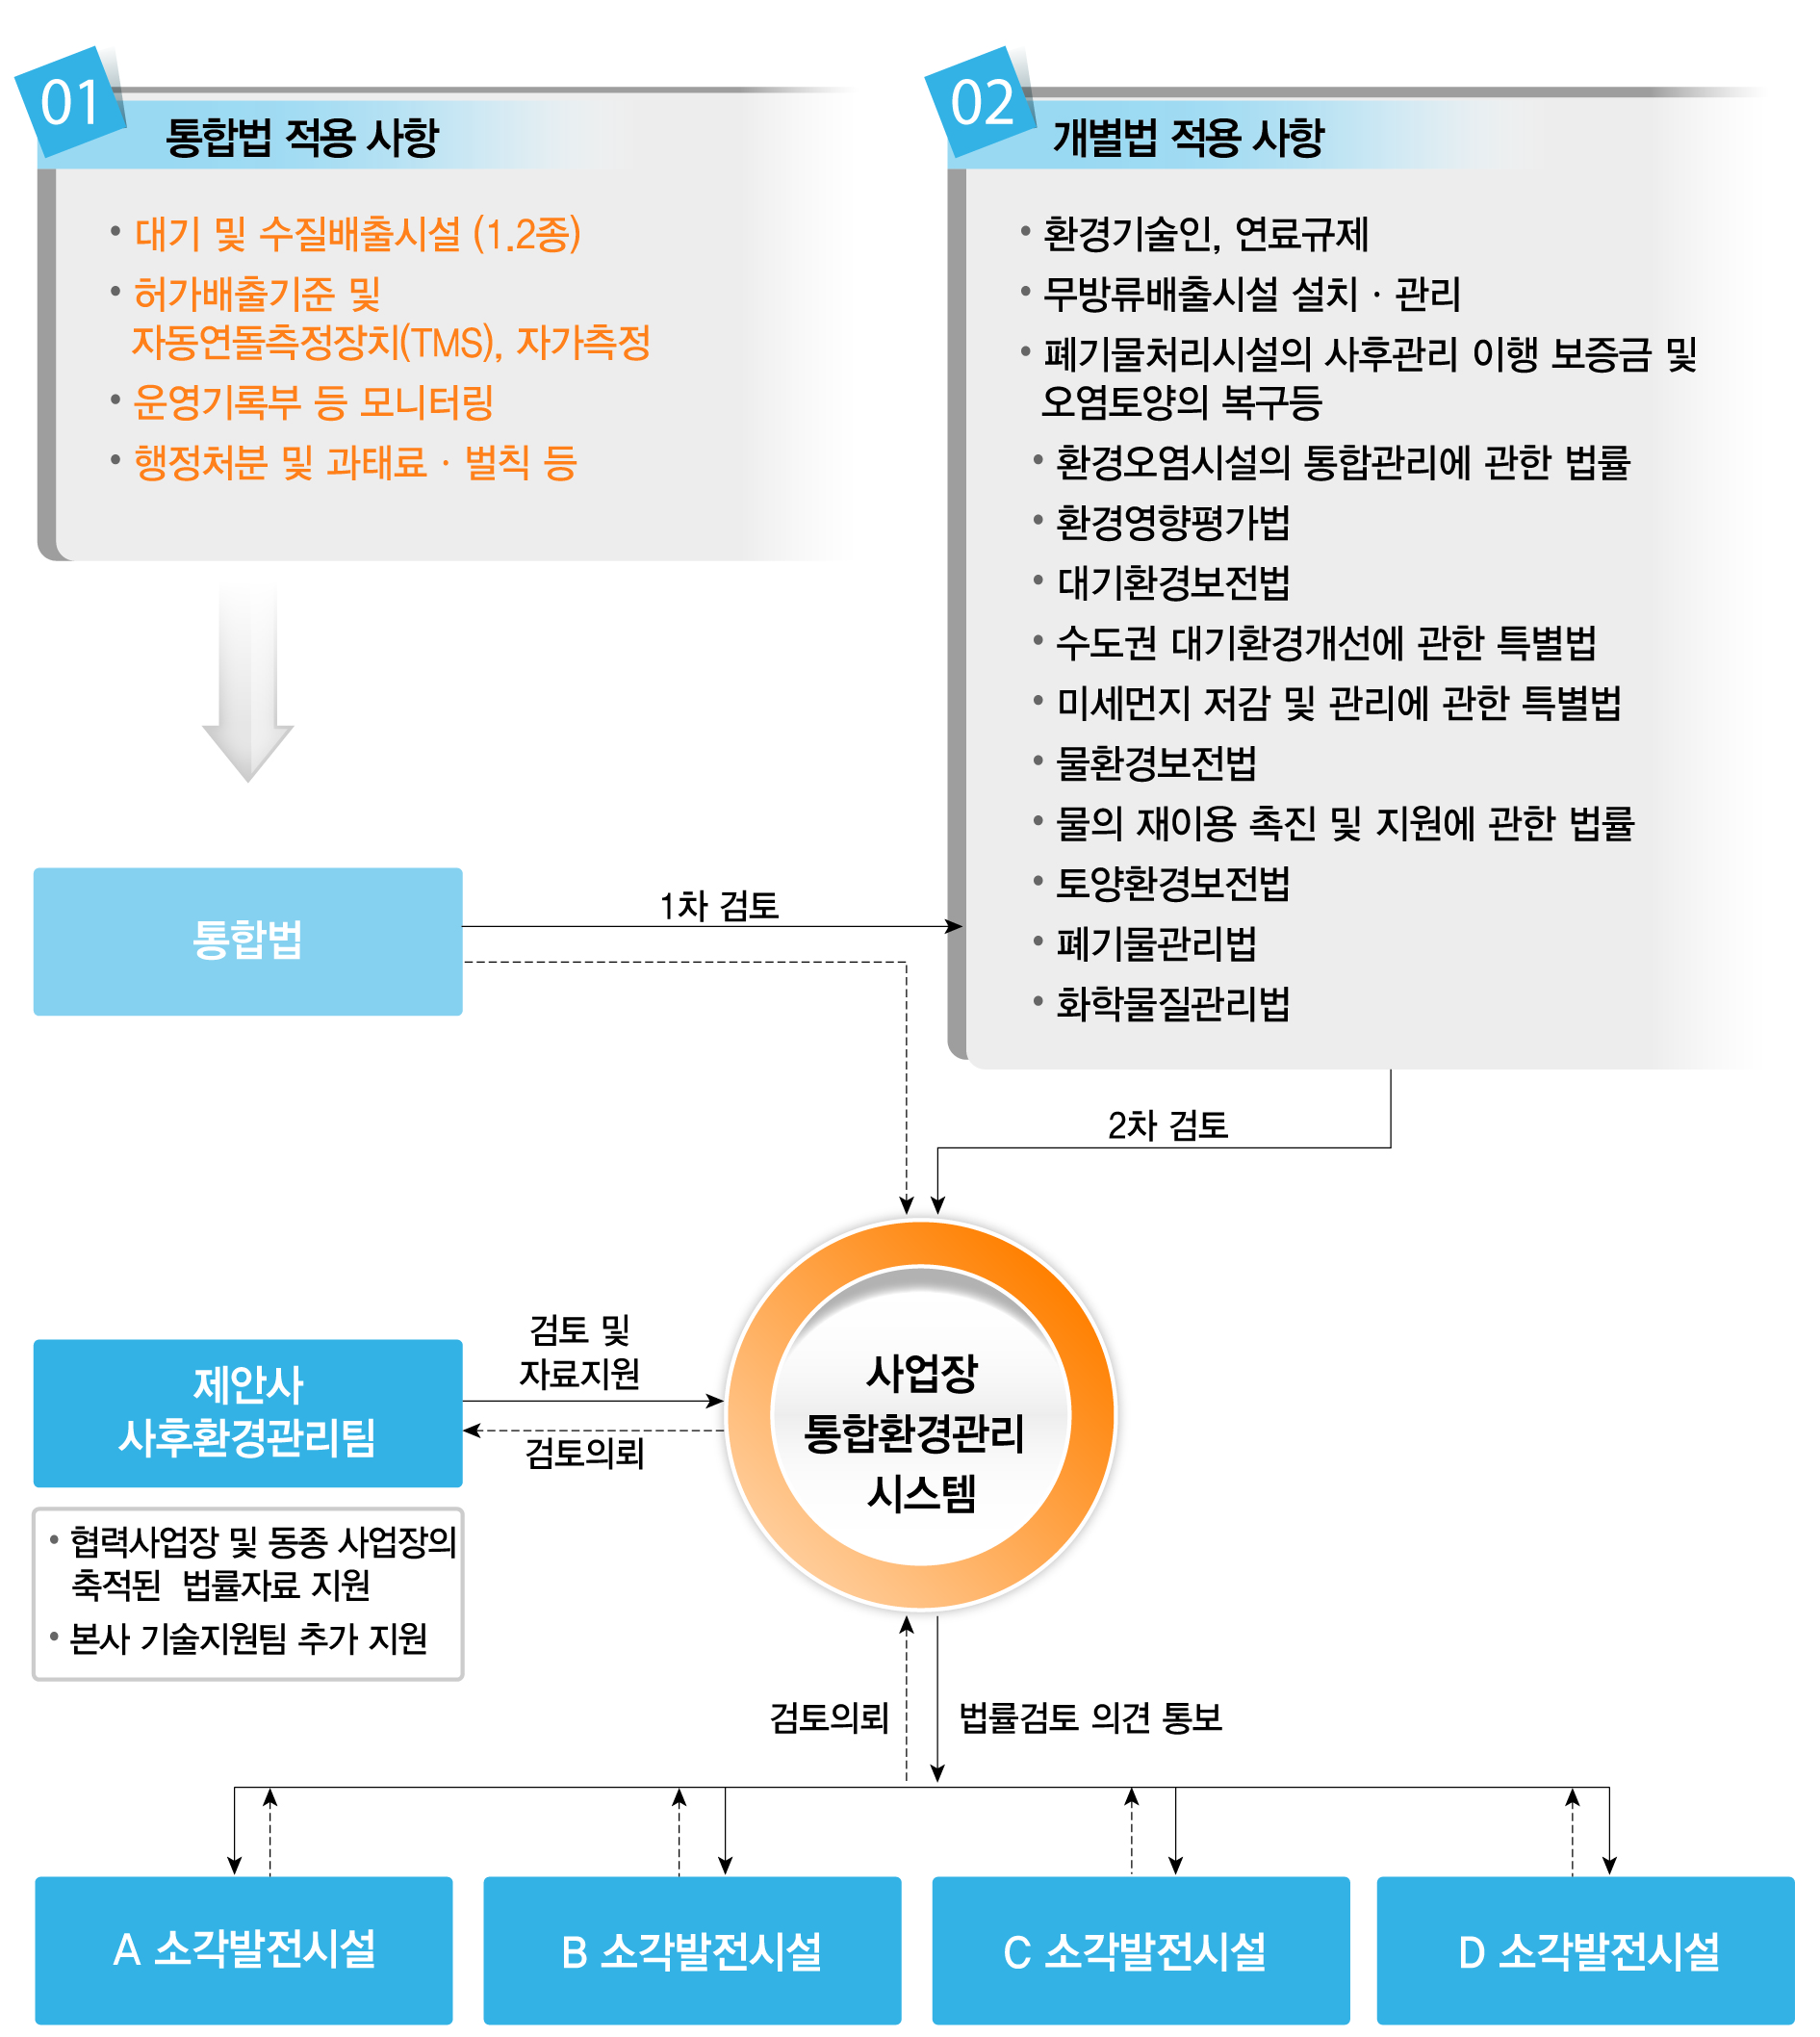 01
통합법 적용 사항
• 대기 및 수질배출시설 (1.2종)
• 허가배출기준 및
자동연돌측정장치(TMS), 자가측정
• 운영기록부 등 모니터링
• 행정처분 및 과태료 · 벌칙 등
02
개별법 적용 사항
• 환경기술인, 연료규제
• 무방류배출시설 설치 · 관리
• 폐기물처리시설의 사후관리 이행 보증금 및
오염토양의 복구등
• 환경오염시설의 통합관리에 관한 법률
• 환경영향평가법
• 대기환경보전법
• 수도권 대기환경개선에 관한 특별법
• 미세먼지 저감 및 관리에 관한 특별법
• 물환경보전법
• 물의 재이용 촉진 및 지원에 관한 법률
• 토양환경보전법
• 폐기물관리법
• 화학물질관리법
통합법
1차 검토
2차 검토
제안사
사후환경관리팀
검토 및
자료지원
검토의뢰
사업장
통합환경관리
시스템
• 협력사업장 및 동종 사업장의
축적된 법률자료 지원
• 본사 기술지원팀 추가 지원
검토의뢰
법률검토 의견 통보
A 소각발전시설
B 소각발전시설
C 소각발전시설
D 소각발전시설